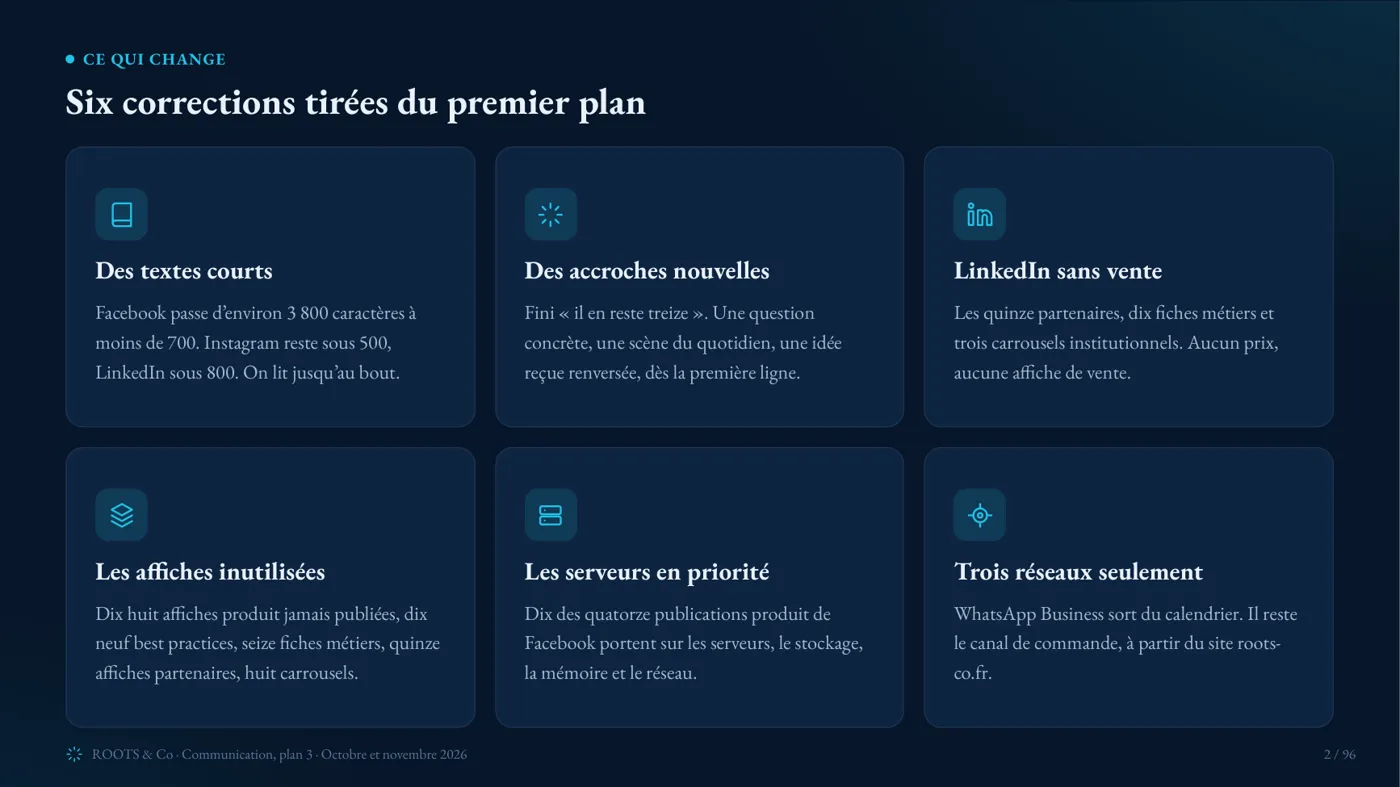 CE QUI CHANGE
Six corrections tirées du premier plan
Des textes courts
Facebook passe d’environ 3 800 caractères à
moins de 700. Instagram reste sous 500,
LinkedIn sous 800. On lit jusqu’au bout.
Des accroches nouvelles
Fini « il en reste treize ». Une question
concrète, une scène du quotidien, une idée
reçue renversée, dès la première ligne.
LinkedIn sans vente
Les quinze partenaires, dix fiches métiers et
trois carrousels institutionnels. Aucun prix,
aucune affiche de vente.
Les affiches inutilisées
Dix huit affiches produit jamais publiées, dix
neuf best practices, seize fiches métiers, quinze
affiches partenaires, huit carrousels.
Les serveurs en priorité
Dix des quatorze publications produit de
Facebook portent sur les serveurs, le stockage,
la mémoire et le réseau.
Trois réseaux seulement
WhatsApp Business sort du calendrier. Il reste
le canal de commande, à partir du site roots-
co.fr.
ROOTS & Co · Communication, plan 3 · Octobre et novembre 2026
2 / 96